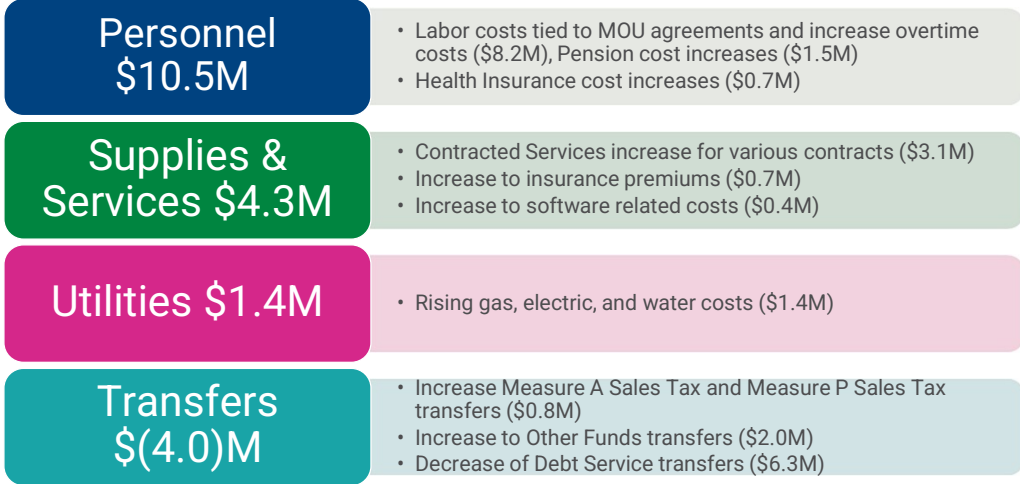 Personnel
$10.5M
• Labor costs tied to MOU agreements and increase overtime
costs ($8.2M), Pension cost increases ($1.5M)
• Health Insurance cost increases ($0.7M)
Supplies &
Services $4.3M
• Contracted Services increase for various contracts ($3.1M)
• Increase to insurance premiums ($0.7M)
• Increase to software related costs ($0.4M)
Utilities $1.4M
• Rising gas, electric, and water costs ($1.4M)
Transfers
$(4.0)M
• Increase Measure A Sales Tax and Measure P Sales Tax
transfers ($0.8M)
• Increase to Other Funds transfers ($2.0M)
• Decrease of Debt Service transfers ($6.3M)